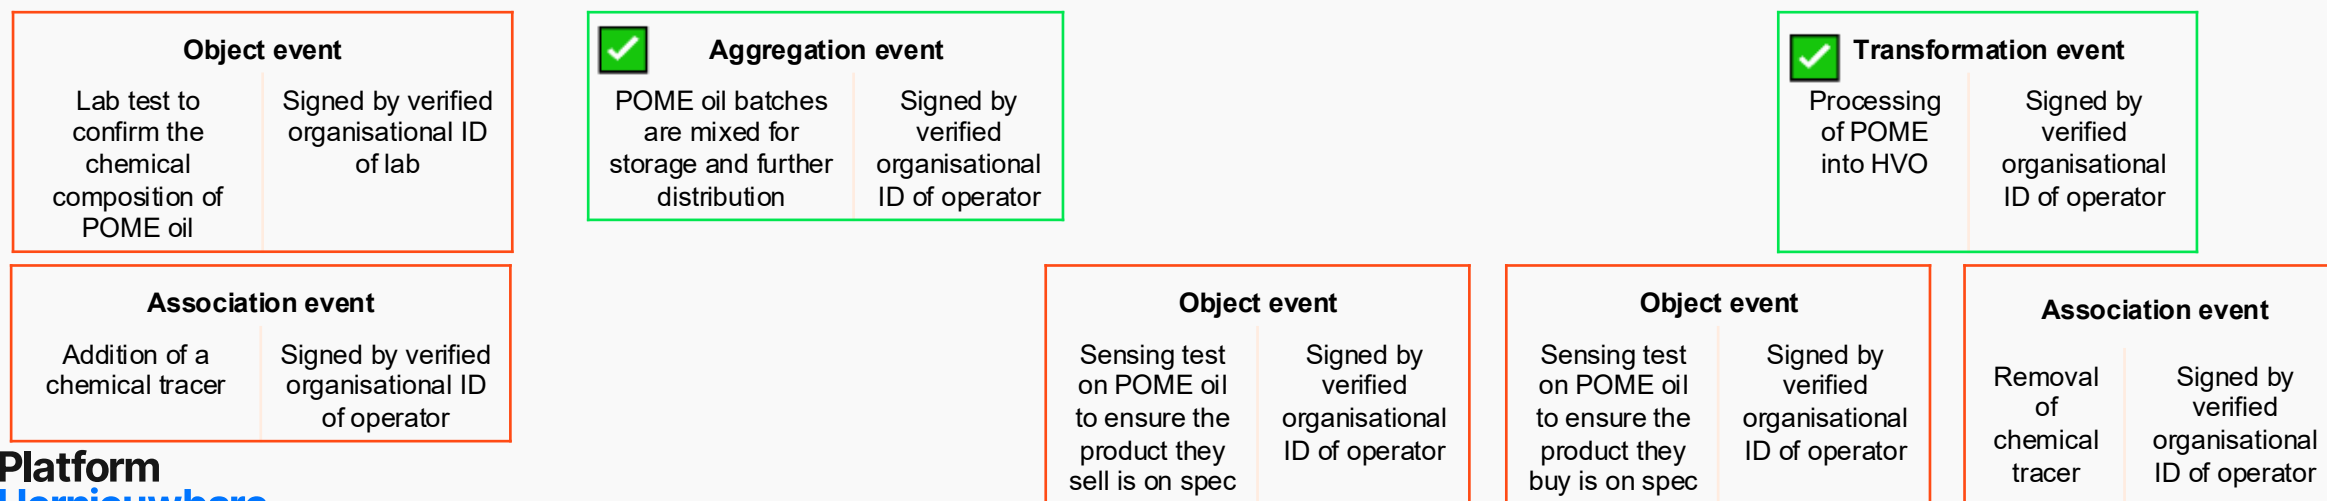 Object event
Lab test to
confirm the
chemical
composition of
POME oil
Signed by verified
organisational ID
of lab
Aggregation event
POME oil batches
are mixed for
storage and further
distribution
Signed by
verified
organisational
ID of operator
Transformation event
Processing
of POME
into HVO
Signed by
verified
organisational
ID of operator
Association event
Addition of a
chemical tracer
Signed by verified
organisational ID
of operator
Object event
Sensing test
on POME oil
to ensure the
product they
sell is on spec
Signed by
verified
organisational
ID of operator
Object event
Sensing test
on POME oil
to ensure the
product they
buy is on spec
Signed by
verified
organisational
ID of operator
Association event
Removal
of
chemical
tracer
Signed by
verified
organisational
ID of operator
Platform